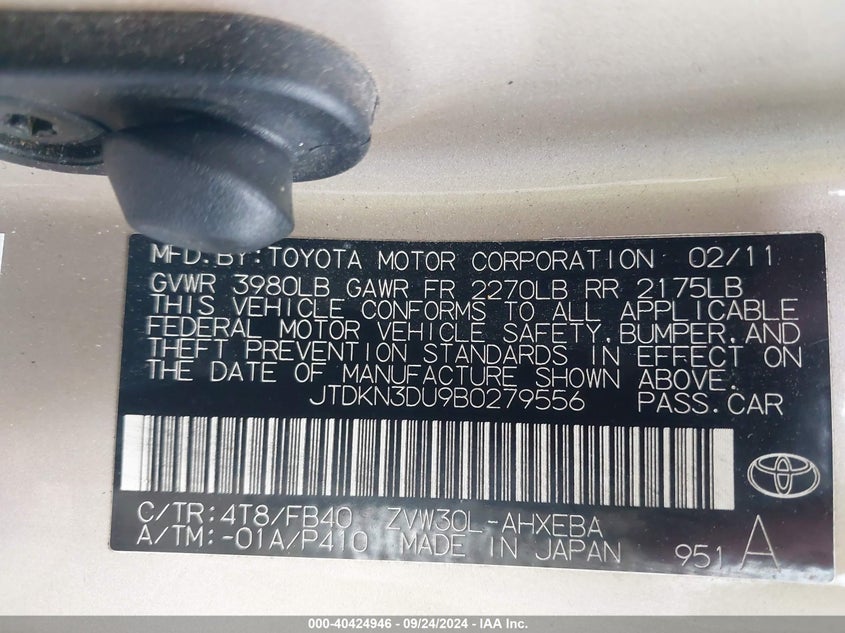 MFD.BY:TOYOTA MOTOR CORPORATION 02/11
GVWR 3980LB GAWR FR 2270LB RR 2175LB
THIS VEHICLE CONFORMS TO ALL APPLICABLE
FEDERAL MOTOR VEHICLE SAFETY,BUMPER,AND
THEFT PREVENTION STANDARDS IN EFFECT ON
THE DATE OF MANUFACTURE SHOWN ABOVE.
JTDKN3DU9B0279556 PASS.CAR
C/TR:4T8/FB40 ZVW30L-AHXEBA
A/TM:-01A/P410 MADE IN JAPAN 951 A
000-40424946 - 09/24/2024 - IAA Inc.